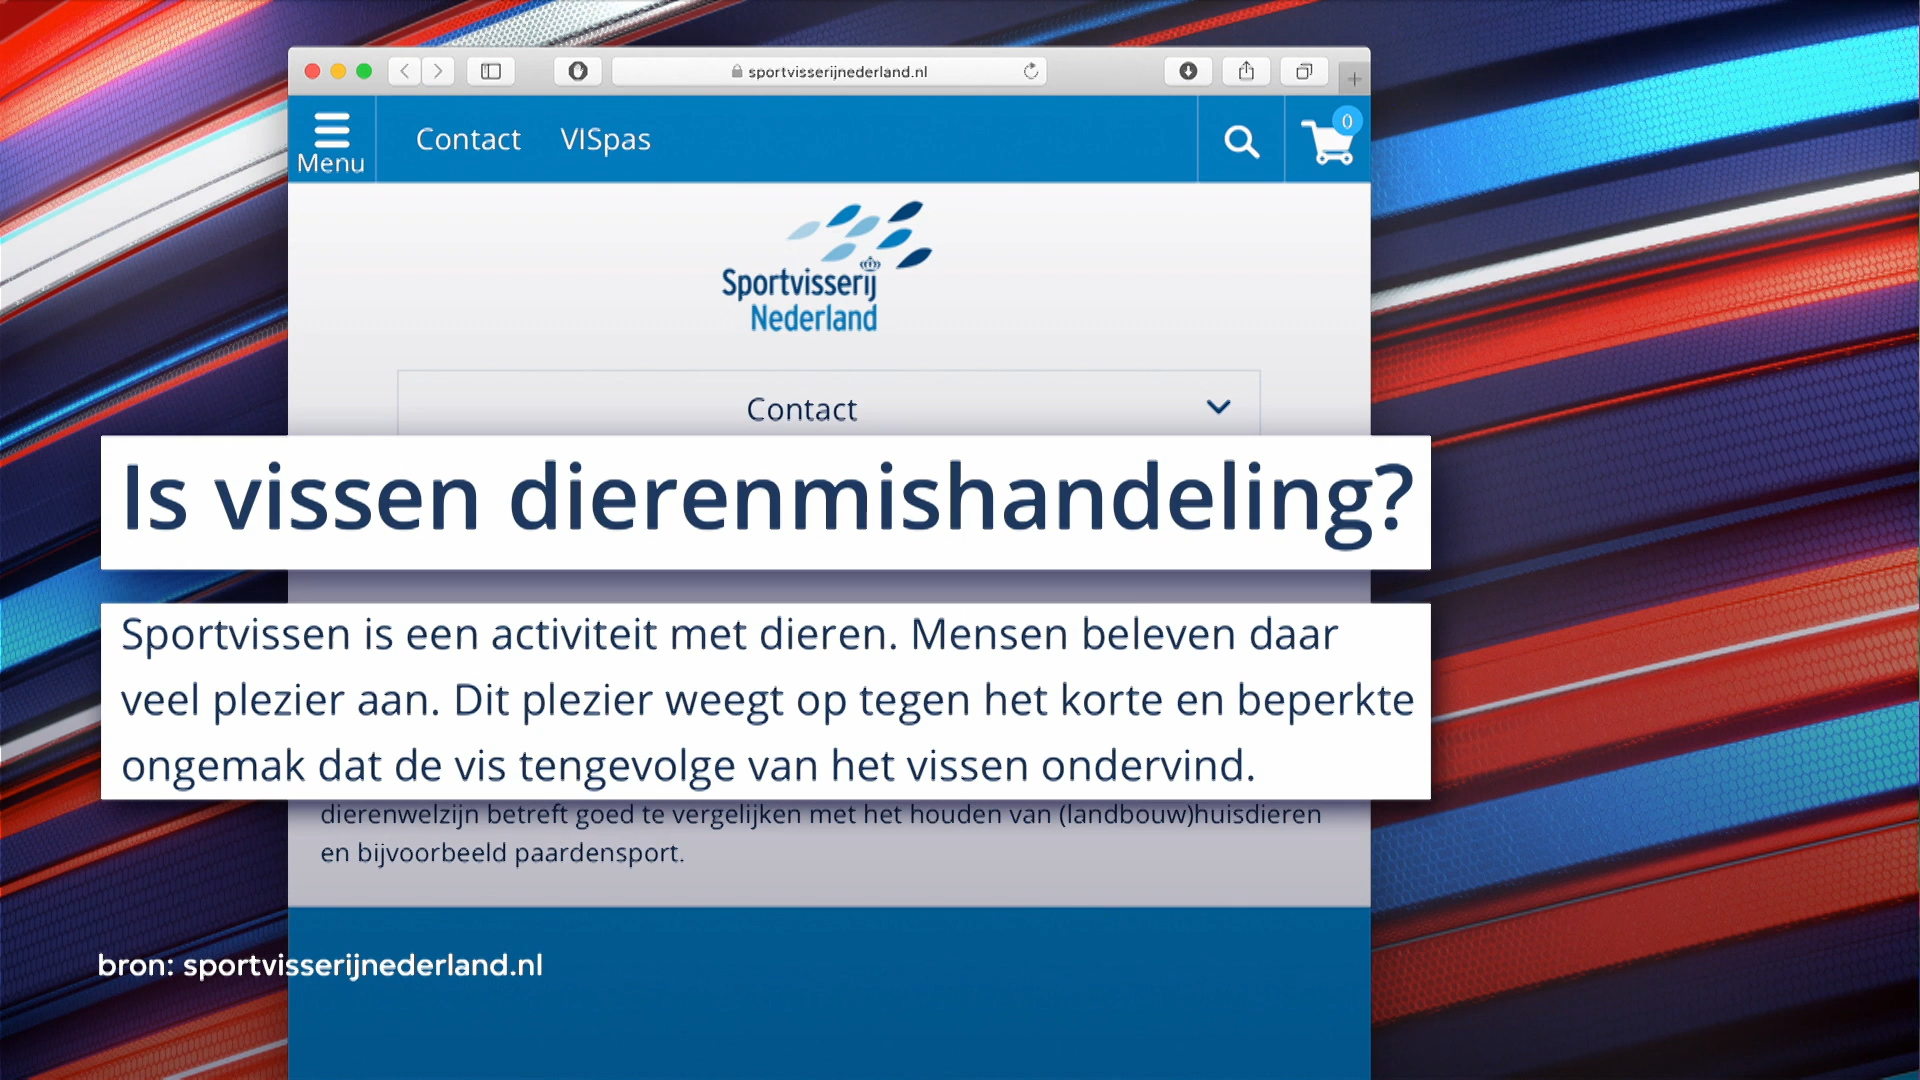 sportvisserijnederland.nl
Menu
Contact VISpas
0
Sportvisserij
Nederland
Contact
Is vissen dierenmishandeling?
Sportvissen is een activiteit met dieren. Mensen beleven daar
veel plezier aan. Dit plezier weegt op tegen het korte en beperkte
ongemak dat de vis tengevolge van het vissen ondervind.
dierenwelzijn betreft goed te vergelijken met het houden van (landbouw)huisdieren
en bijvoorbeeld paardensport.
bron: sportvisserijnederland.nl